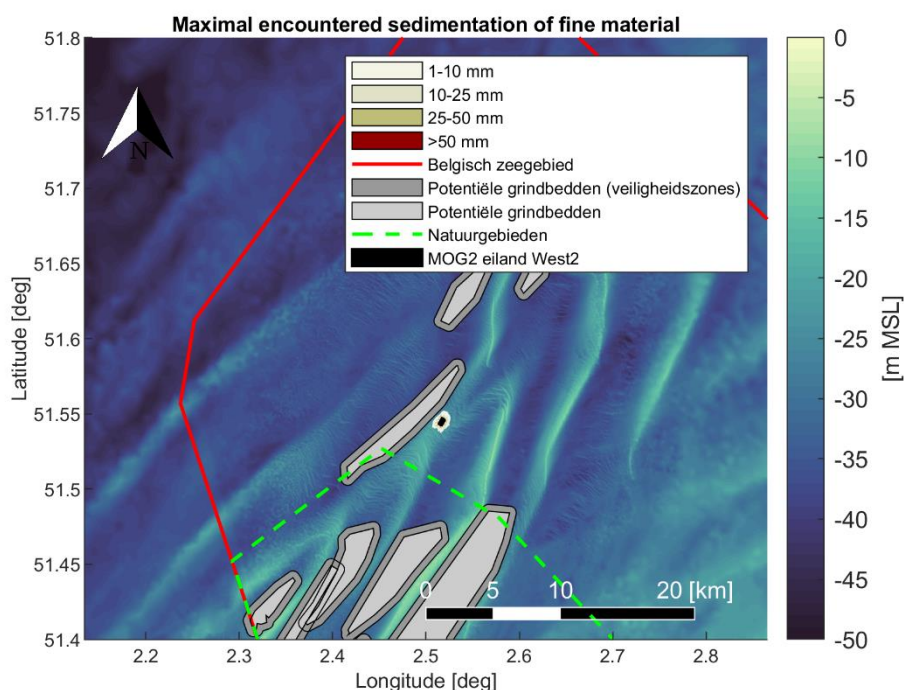 Maximal encountered sedimentation of fine material
51.8
51.75
51.7
51.65
51.6
51.55
51.5
51.45
51.4
Latitude [deg]
N
1-10 mm
10-25 mm
25-50 mm
>50 mm
Belgisch zeegebied
Potentiële grindbedden (veiligheidszones)
Potentiële grindbedden
Natuurgebieden
MOG2 eiland West2
0 5 10 20 [km]
2.2 2.3 2.4 2.5 2.6 2.7 2.8
Longitude [deg]
0
-5
-10
-15
-20
-25
-30
-35
-40
-45
-50
[m MSL]